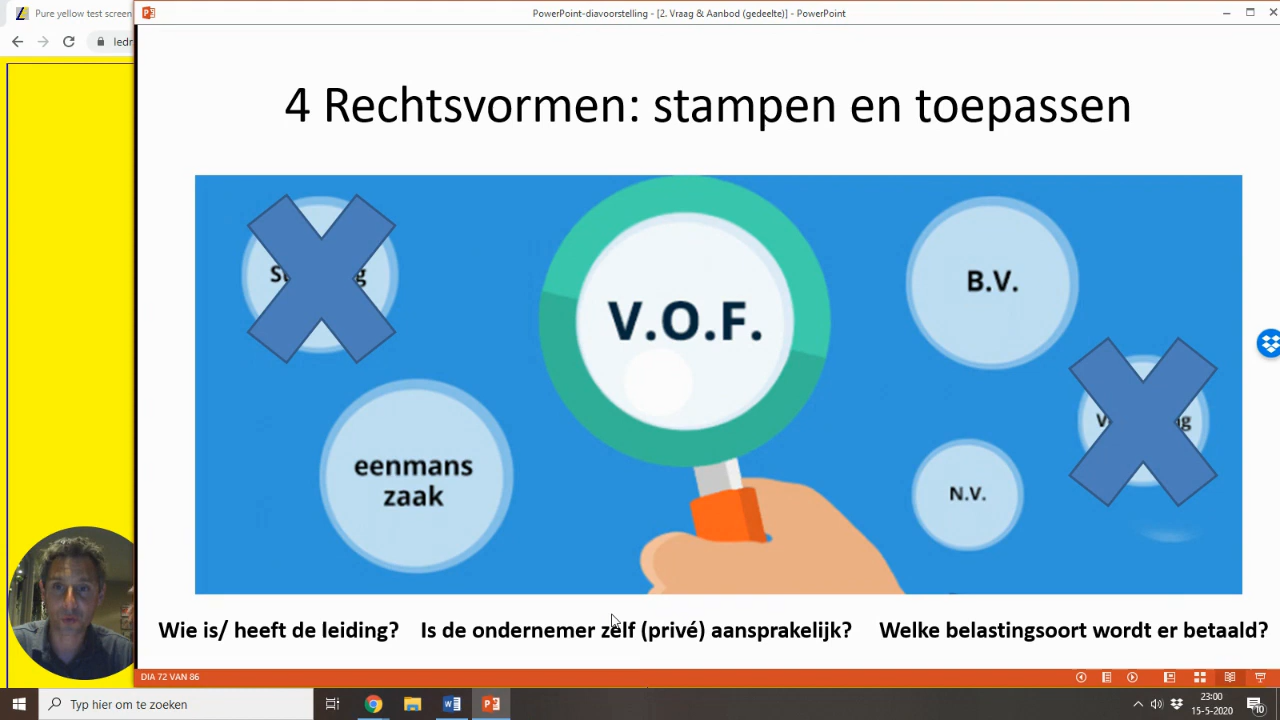 Pure yellow test screen
PowerPoint-diavoorstelling - [2. Vraag & Aanbod (gedeelte)] - PowerPoint
4 Rechtsvormen: stampen en toepassen
V.O.F.
B.V.
eenmans
zaak
N.V.
Wie is/ heeft de leiding?
Is de ondernemer zelf (privé) aansprakelijk?
Welke belastingsoort wordt er betaald?
DIA 72 VAN 86
Typ hier om te zoeken
23:00
15-5-2020
10